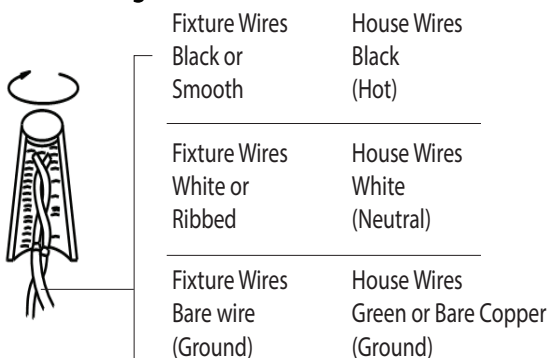 Fixture Wires House Wires
Black or Black
Smooth (Hot)
Fixture Wires House Wires
White or White
Ribbed (Neutral)
Fixture Wires House Wires
Bare wire Green or Bare Copper
(Ground) (Ground)